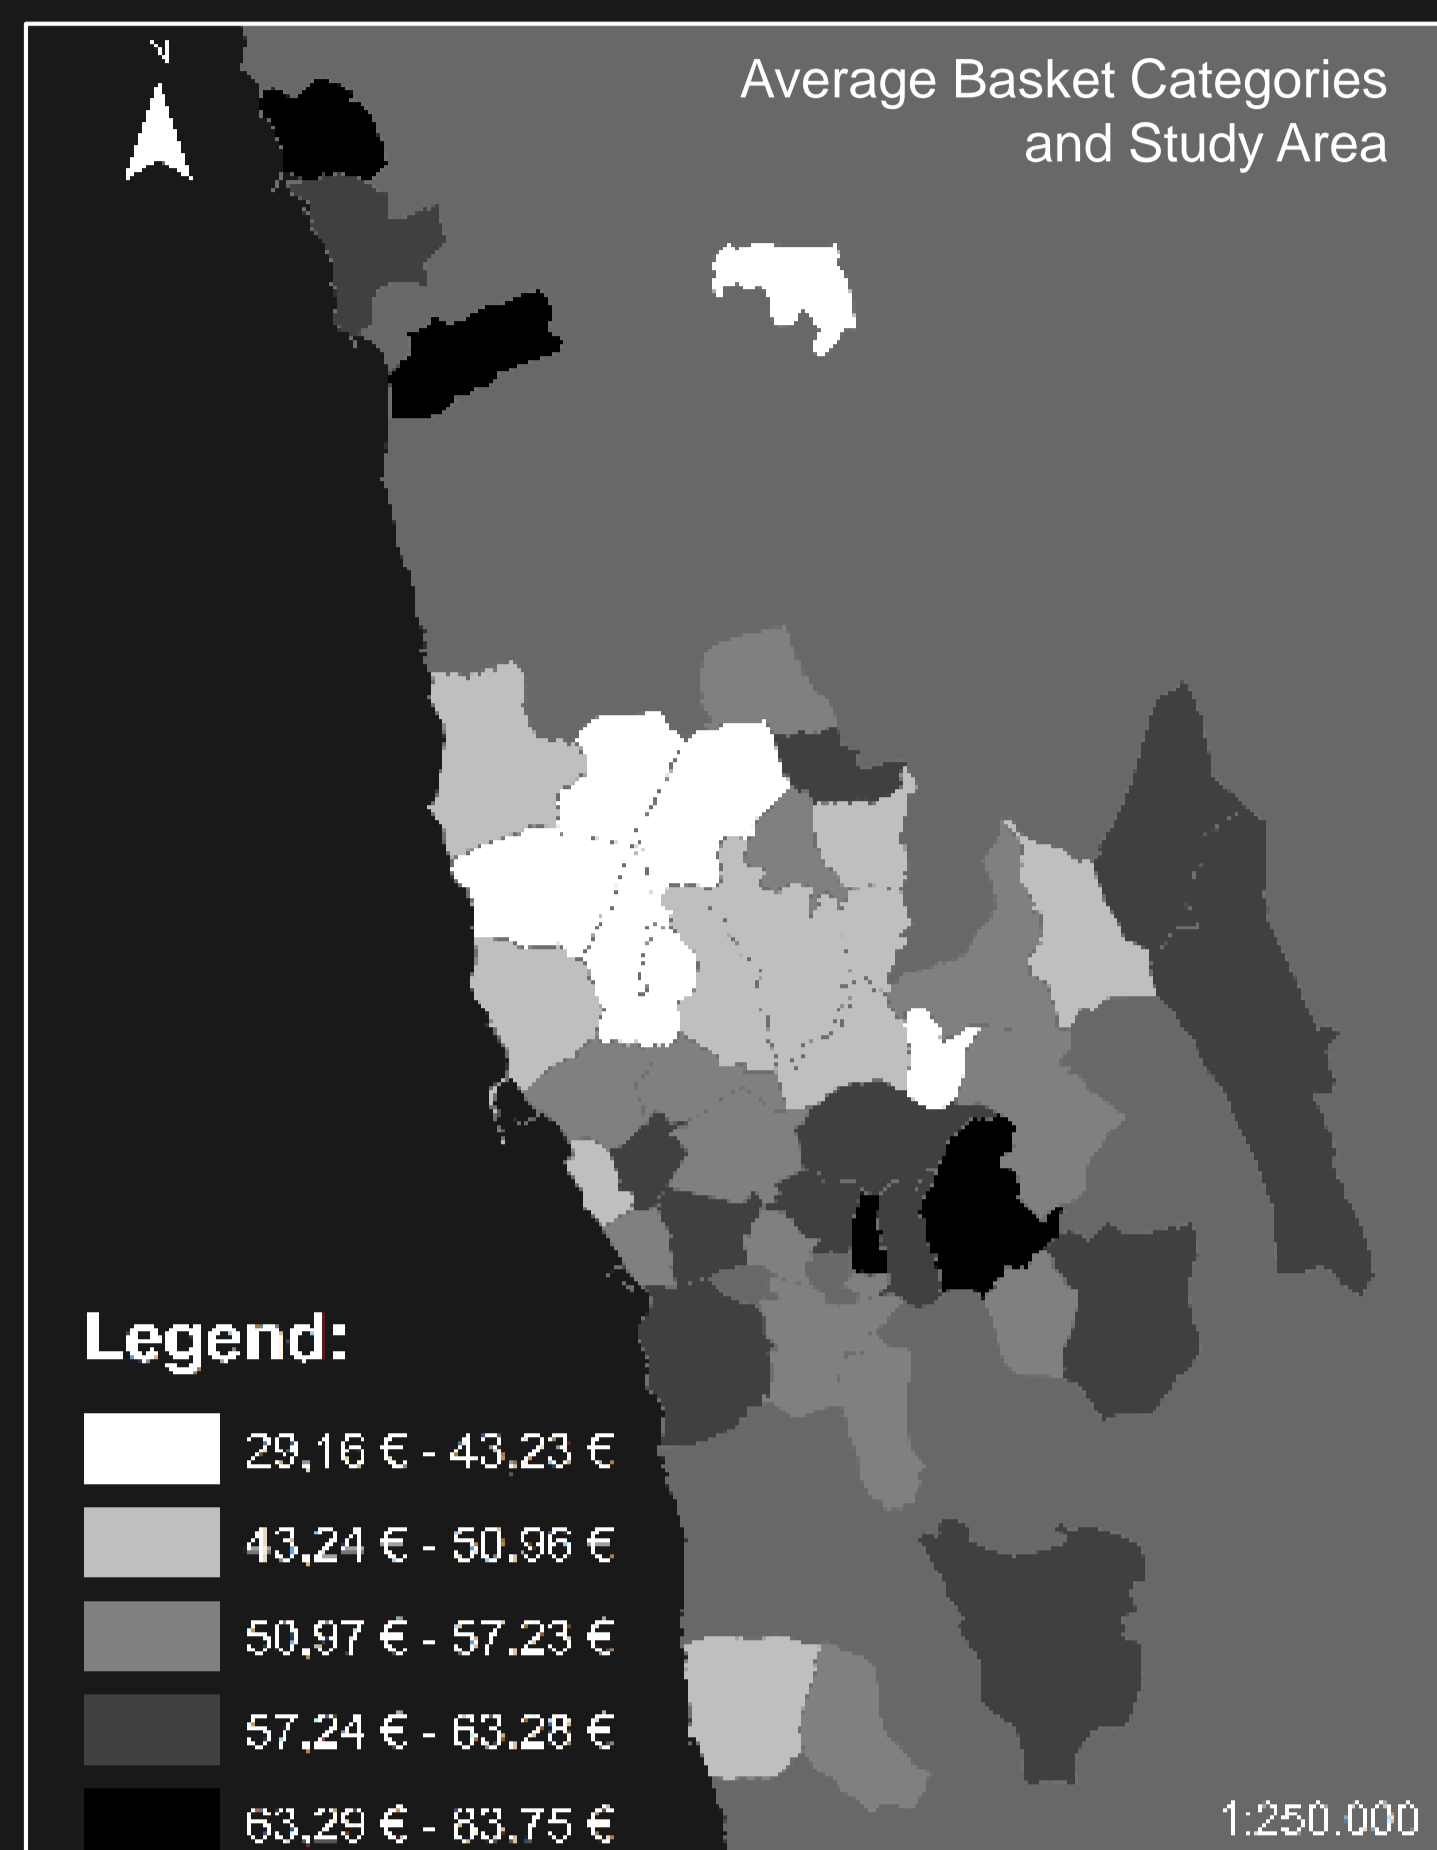 N
Average Basket Categories
and Study Area
Legend:
29,16 € - 43,23 €
43,24 € - 50,96 €
50,97 € - 57,23 €
57,24 € - 63,28 €
63,29 € - 83,75 €
1:250.000